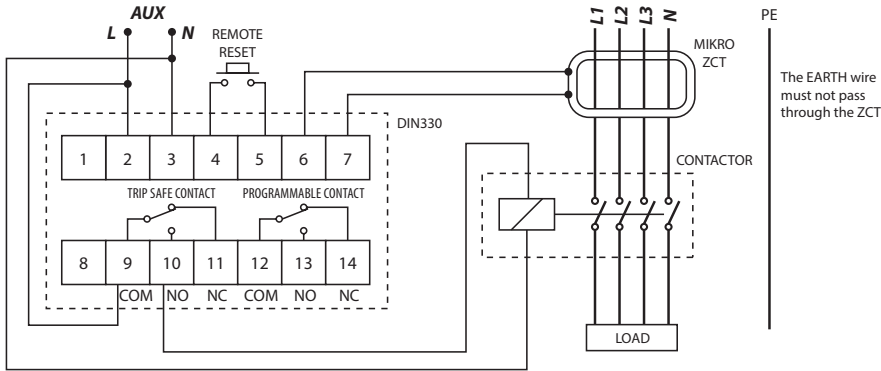 AUX
L N
REMOTE
RESET
L1 L2 L3 N
PE
MIKRO
ZCT
The EARTH wire
must not pass
through the ZCT
DIN330
1 2 3 4 5 6 7
CONTACTOR
TRIP SAFE CONTACT PROGRAMMABLE CONTACT
8 9 10 11 12 13 14
COM NO NC COM NO NC
LOAD